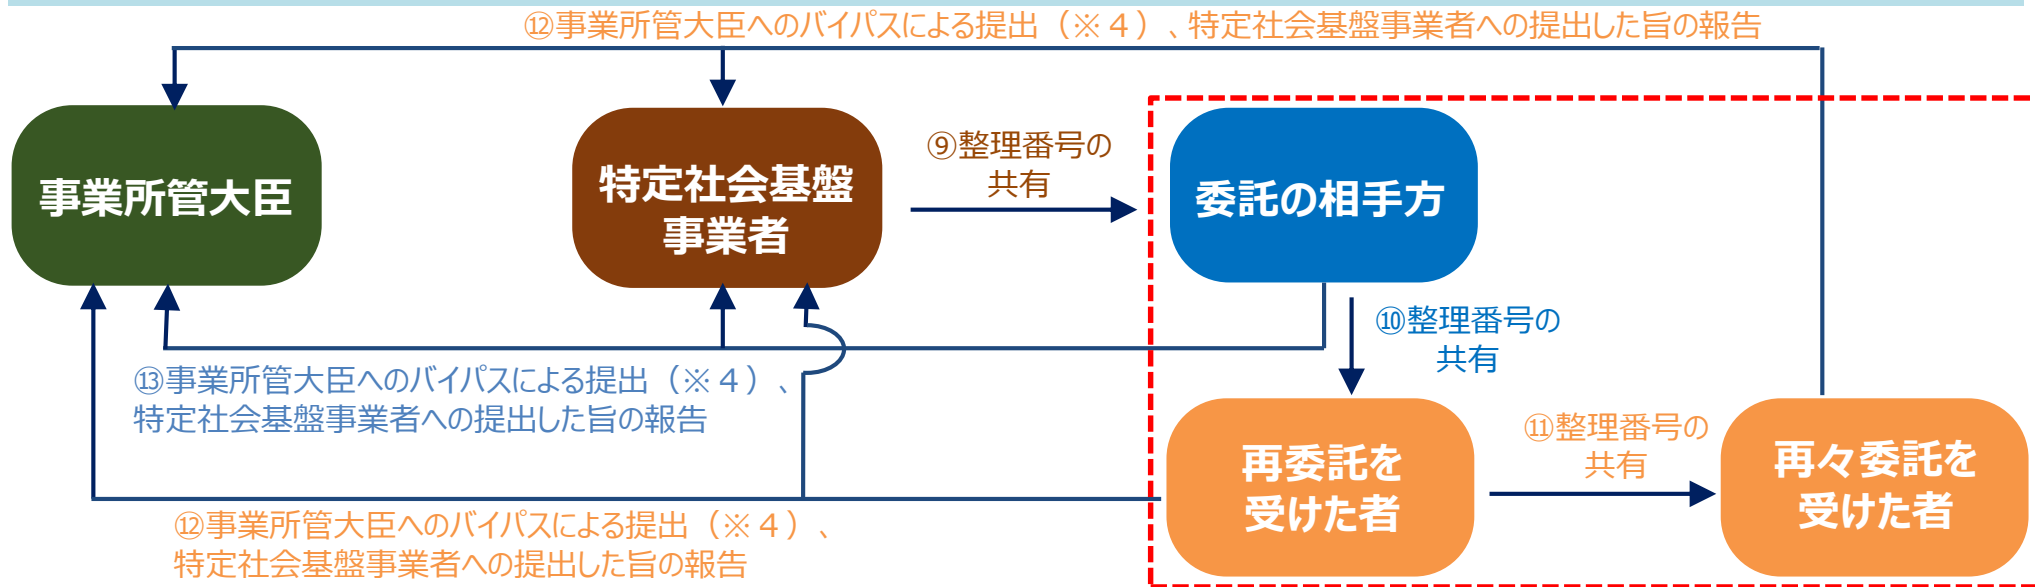 ⑫事業所管大臣へのバイパスによる提出（※４）、特定社会基盤事業者への提出した旨の報告
事業所管大臣
特定社会基盤
事業者
⑨整理番号の
共有
委託の相手方
⑩整理番号の
共有
⑬事業所管大臣へのバイパスによる提出（※４）、
特定社会基盤事業者への提出した旨の報告
再委託を
受けた者
⑪整理番号の
共有
再々委託を
受けた者
⑫事業所管大臣へのバイパスによる提出（※４）、
特定社会基盤事業者への提出した旨の報告